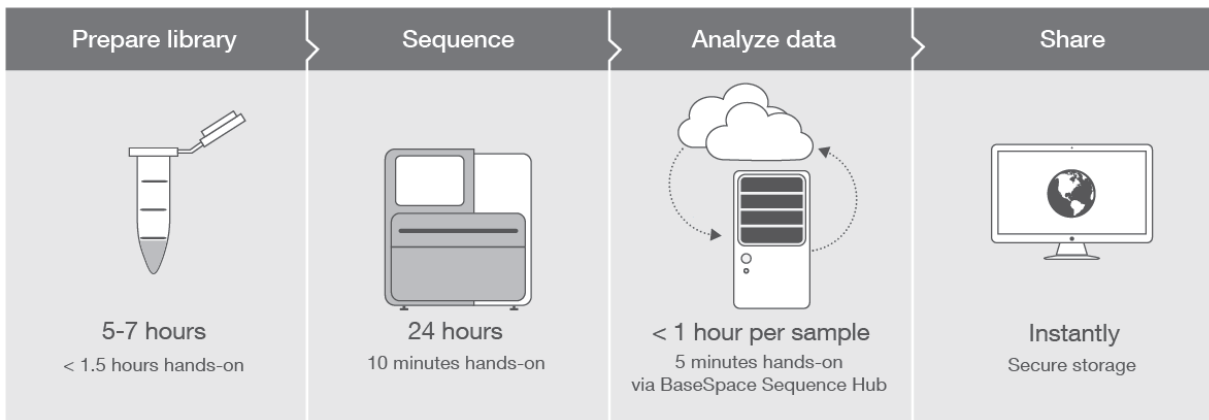 Prepare library
5-7 hours
< 1.5 hours hands-on
Sequence
24 hours
10 minutes hands-on
Analyze data
< 1 hour per sample
5 minutes hands-on
via BaseSpace Sequence Hub
Share
Instantly
Secure storage